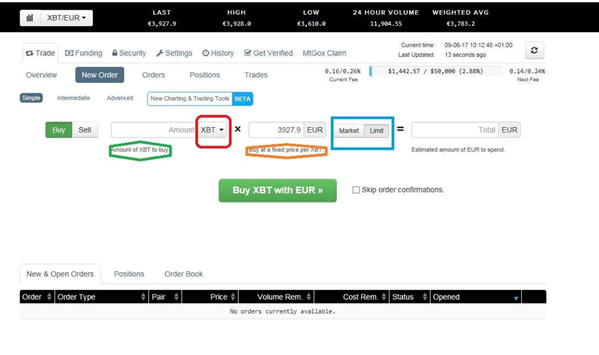 XBT/EUR
LAST HIGH LOW 24 HOUR VOLUME WEIGHTED AVG
€3,927.9 €3,928.0 €3,610.0 11,904.55 €3,783.2
Trade Funding Security Settings History Get Verified MtGox Claim
Current time: 09-06-17 10:12:48 +01:00
Last Updated: 13 seconds ago
Overview New Order Orders Positions Trades
0.16/0.26% $1,442.57 / $50,000 (2.88%) 0.14/0.24%
Current Fee Next Fee
Simple Intermediate Advanced New Charting & Trading Tools BETA
Buy Sell Amount XBT × 3927.9 EUR Market Limit = Total EUR
Amount of XBT to buy. Buy at a fixed price per XBT. Estimated amount of EUR to spend.
Buy XBT with EUR » Skip order confirmations.
New & Open Orders Positions Order Book
Order Order Type Pair Price Volume Rem. Cost Rem. Status Opened
No orders currently available.